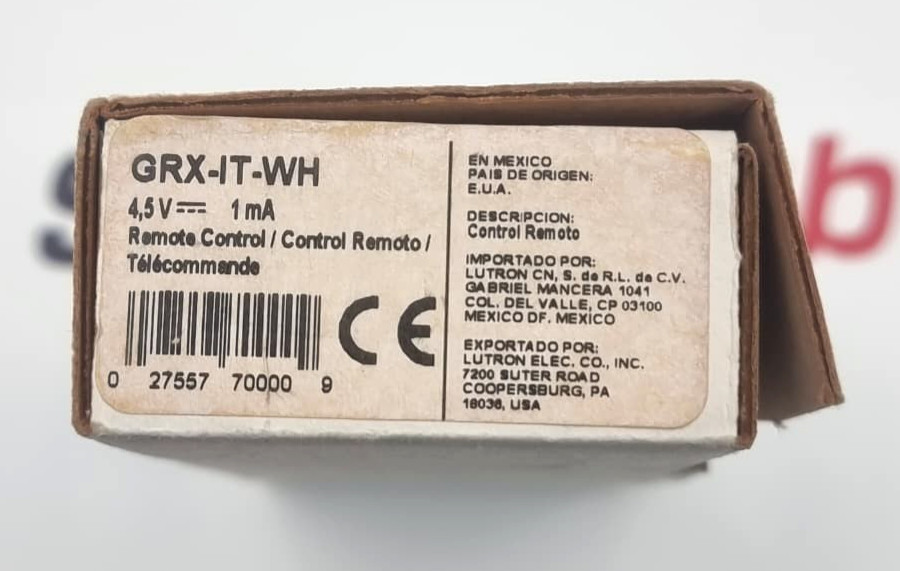 GRX-IT-WH
4,5 V 1 mA
Remote Control / Control Remoto /
Télécommande
0 27557 70000 9
CE
EN MEXICO
PAIS DE ORIGEN:
E.U.A.
DESCRIPCION:
Control Remoto
IMPORTADO POR:
LUTRON CN, S. de R.L. de C.V.
GABRIEL MANCERA 1041
COL. DEL VALLE, CP 03100
MEXICO DF. MEXICO
EXPORTADO POR:
LUTRON ELEC. CO., INC.
7200 SUTER ROAD
COOPERSBURG, PA
18036, USA
b